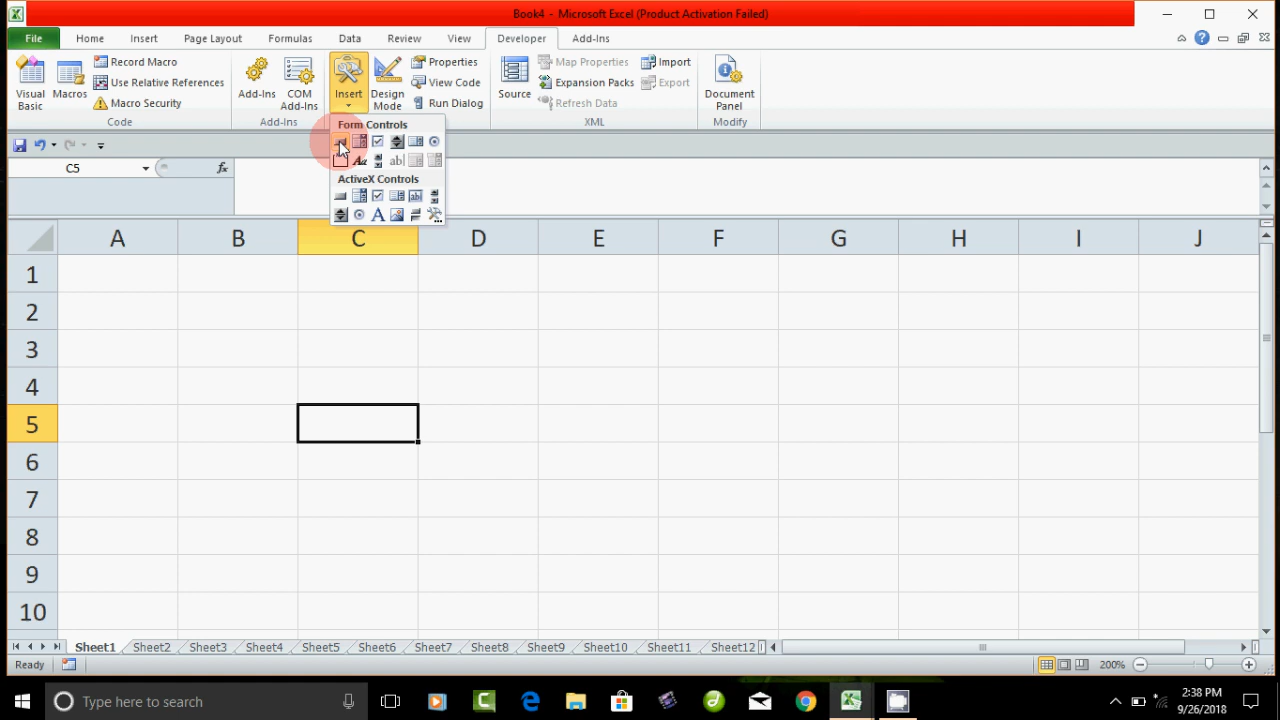 Book4 - Microsoft Excel (Product Activation Failed)
File Home Insert Page Layout Formulas Data Review View Developer Add-Ins
Visual Basic
Macros
Record Macro
Use Relative References
Macro Security
Code
Add-Ins
COM Add-Ins
Add-Ins
Insert
Design Mode
Properties
View Code
Run Dialog
Source
Map Properties
Expansion Packs
Refresh Data
Import
Export
XML
Document Panel
Modify
Form Controls
Aa ab|
ActiveX Controls
ab|
A
C5 fx
A B C D E F G H I J
1
2
3
4
5
6
7
8
9
10
Sheet1 Sheet2 Sheet3 Sheet4 Sheet5 Sheet6 Sheet7 Sheet8 Sheet9 Sheet10 Sheet11 Sheet12
Ready 200%
Type here to search
2:38 PM
9/26/2018